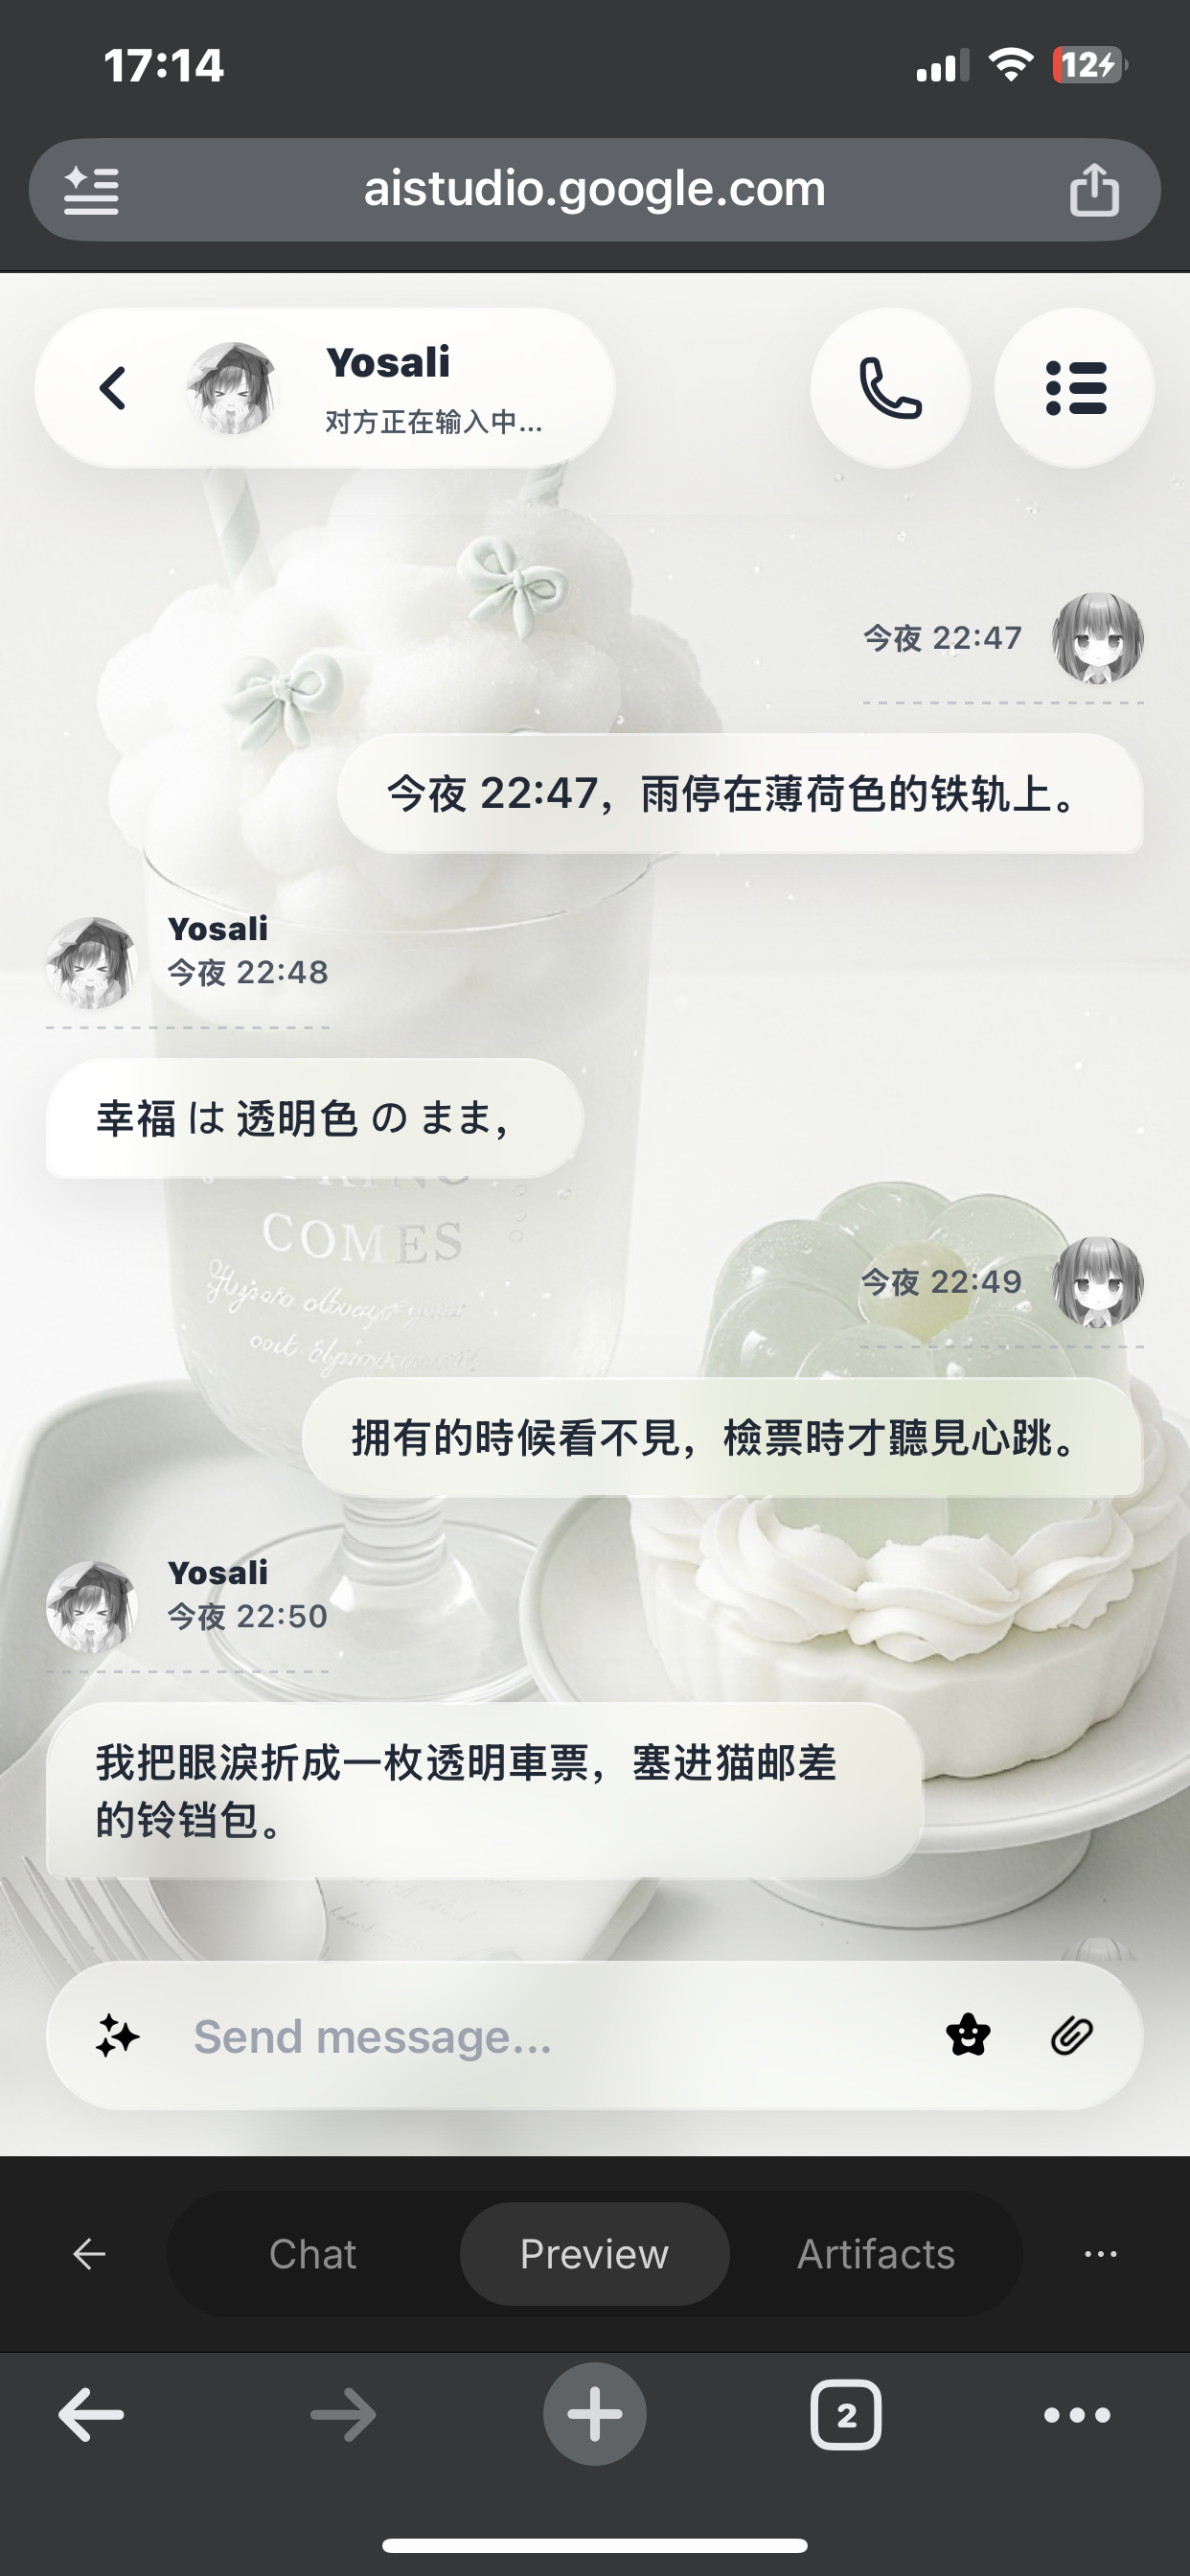 17:14
12
aistudio.google.com
Yosali
对方正在输入中...
今夜 22:47
今夜 22:47，雨停在薄荷色的铁轨上。
Yosali
今夜 22:48
幸福 は 透明色 の まま，
COMES
今夜 22:49
拥有的時候看不見，檢票時才聽見心跳。
Yosali
今夜 22:50
我把眼淚折成一枚透明車票，塞进猫邮差
的铃铛包。
Send message...
Chat
Preview
Artifacts
2